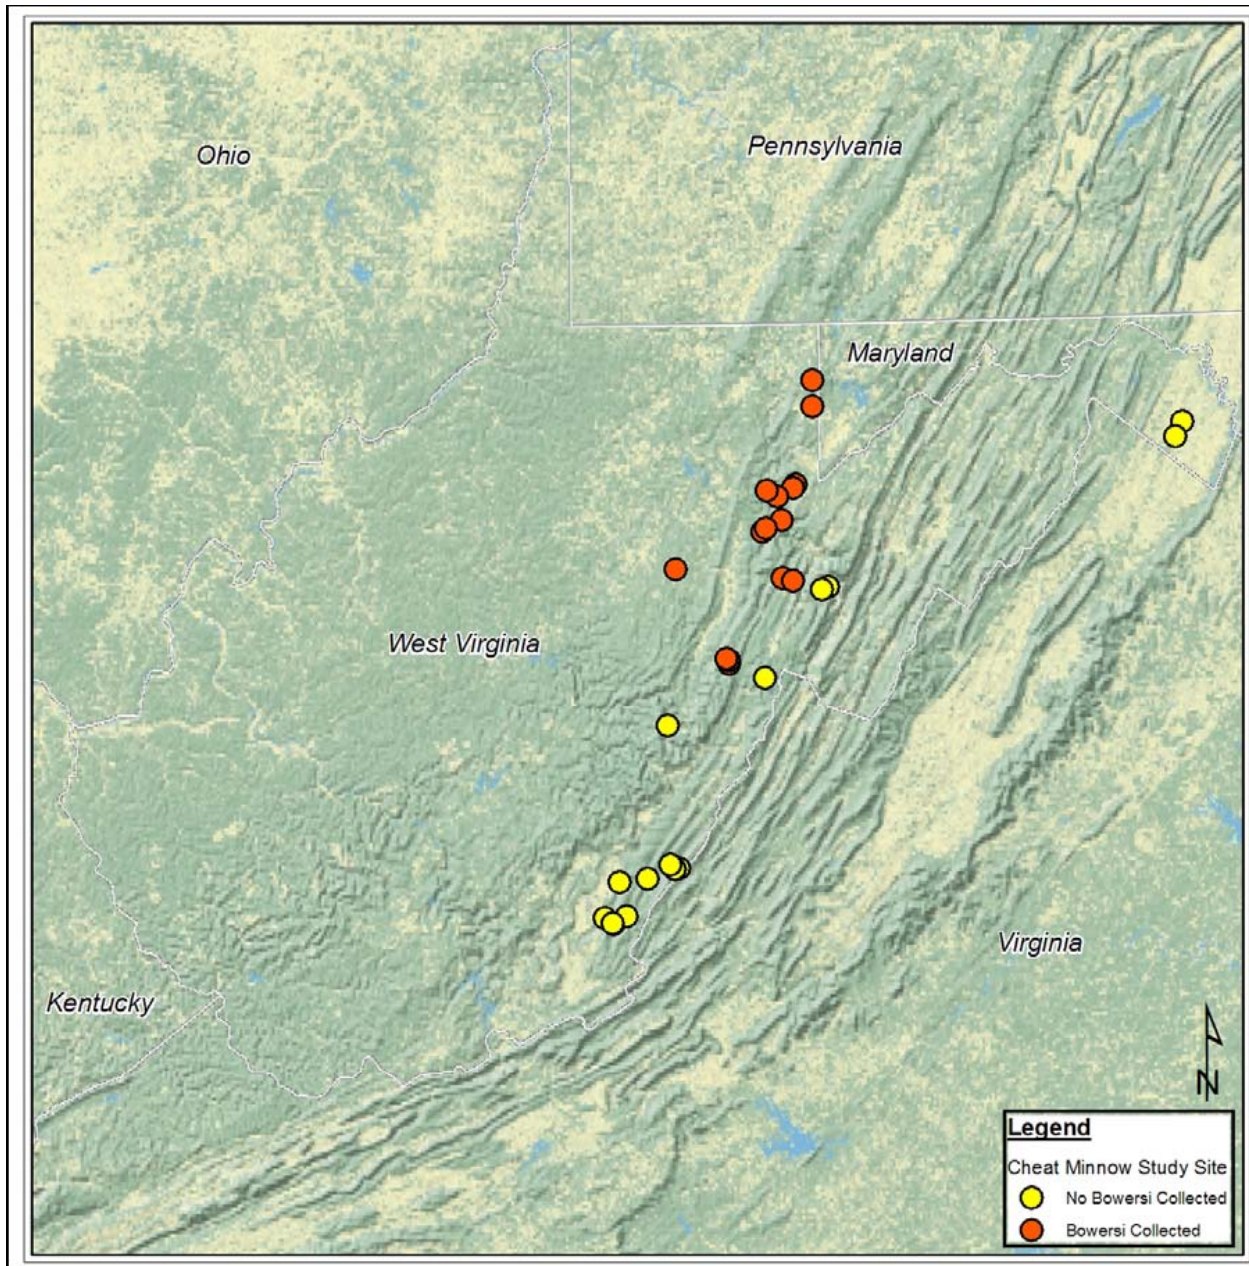 Ohio
Pennsylvania
Maryland
West Virginia
Virginia
Kentucky
N
Legend
Cheat Minnow Study Site
No Bowersi Collected
Bowersi Collected